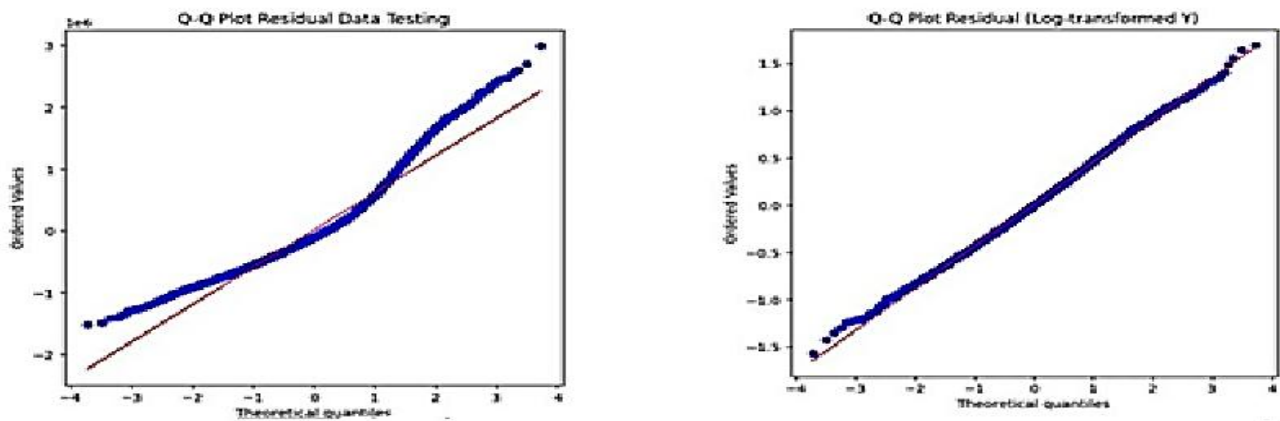 Q-Q Plot Residual Data Testing
1e6
3
2
1
0
−1
−2
Ordered Values
−4 −3 −2 −1 0 1 2 3 4
Theoretical quantiles
Q-Q Plot Residual (Log-transformed Y)
1.5
1.0
0.5
0.0
−0.5
−1.0
−1.5
Ordered Values
−4 −3 −2 −1 0 1 2 3 4
Theoretical quantiles